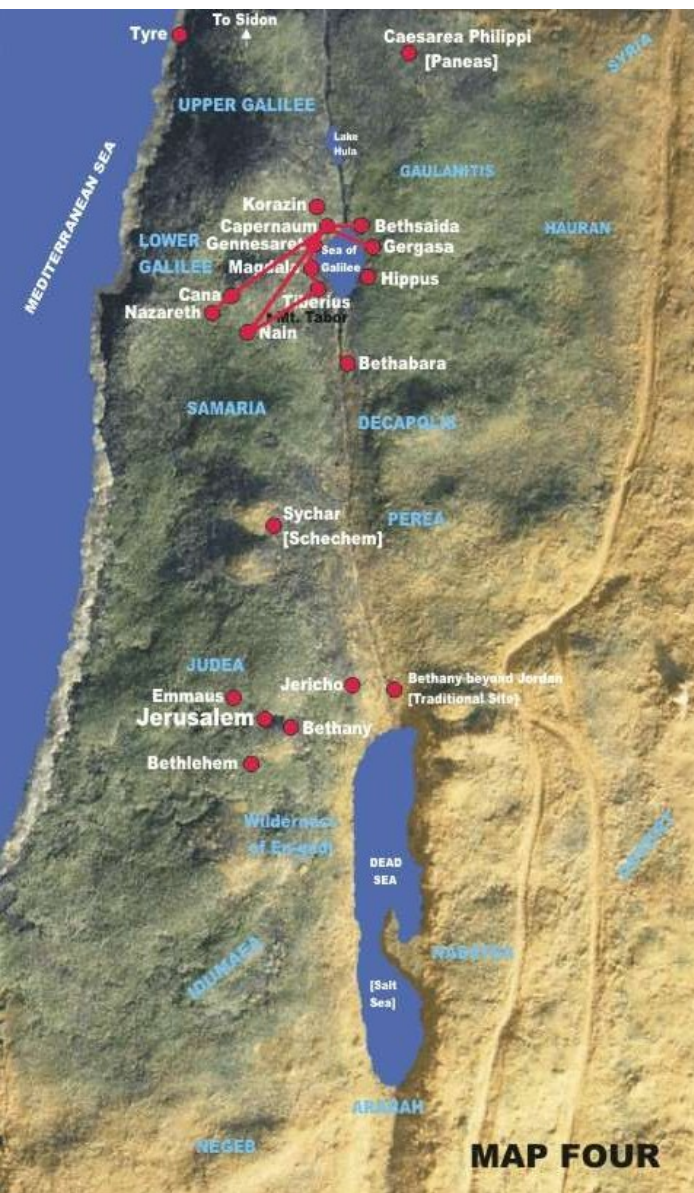 To Sidon
Tyre
Caesarea Philippi
[Paneas]
SYRIA
UPPER GALILEE
Lake
Hula
MEDITERRANEAN SEA
GAULANITIS
Korazin
Capernaum
Bethsaida
HAURAN
LOWER
GALILEE
Gennesaret
Gergasa
Sea of
Galilee
Magdala
Hippus
Cana
Tiberius
Nazareth
Mt. Tabor
Nain
Bethabara
SAMARIA
DECAPOLIS
Sychar
[Schechem]
PEREA
JUDEA
Jericho
Bethany beyond Jordan
[Traditional Site]
Emmaus
Jerusalem
Bethany
Bethlehem
Wilderness
of En-gedi
DEAD
SEA
DESERT
IDUMAEA
NABATEA
[Salt
Sea]
ARABAH
NEGEB
MAP FOUR